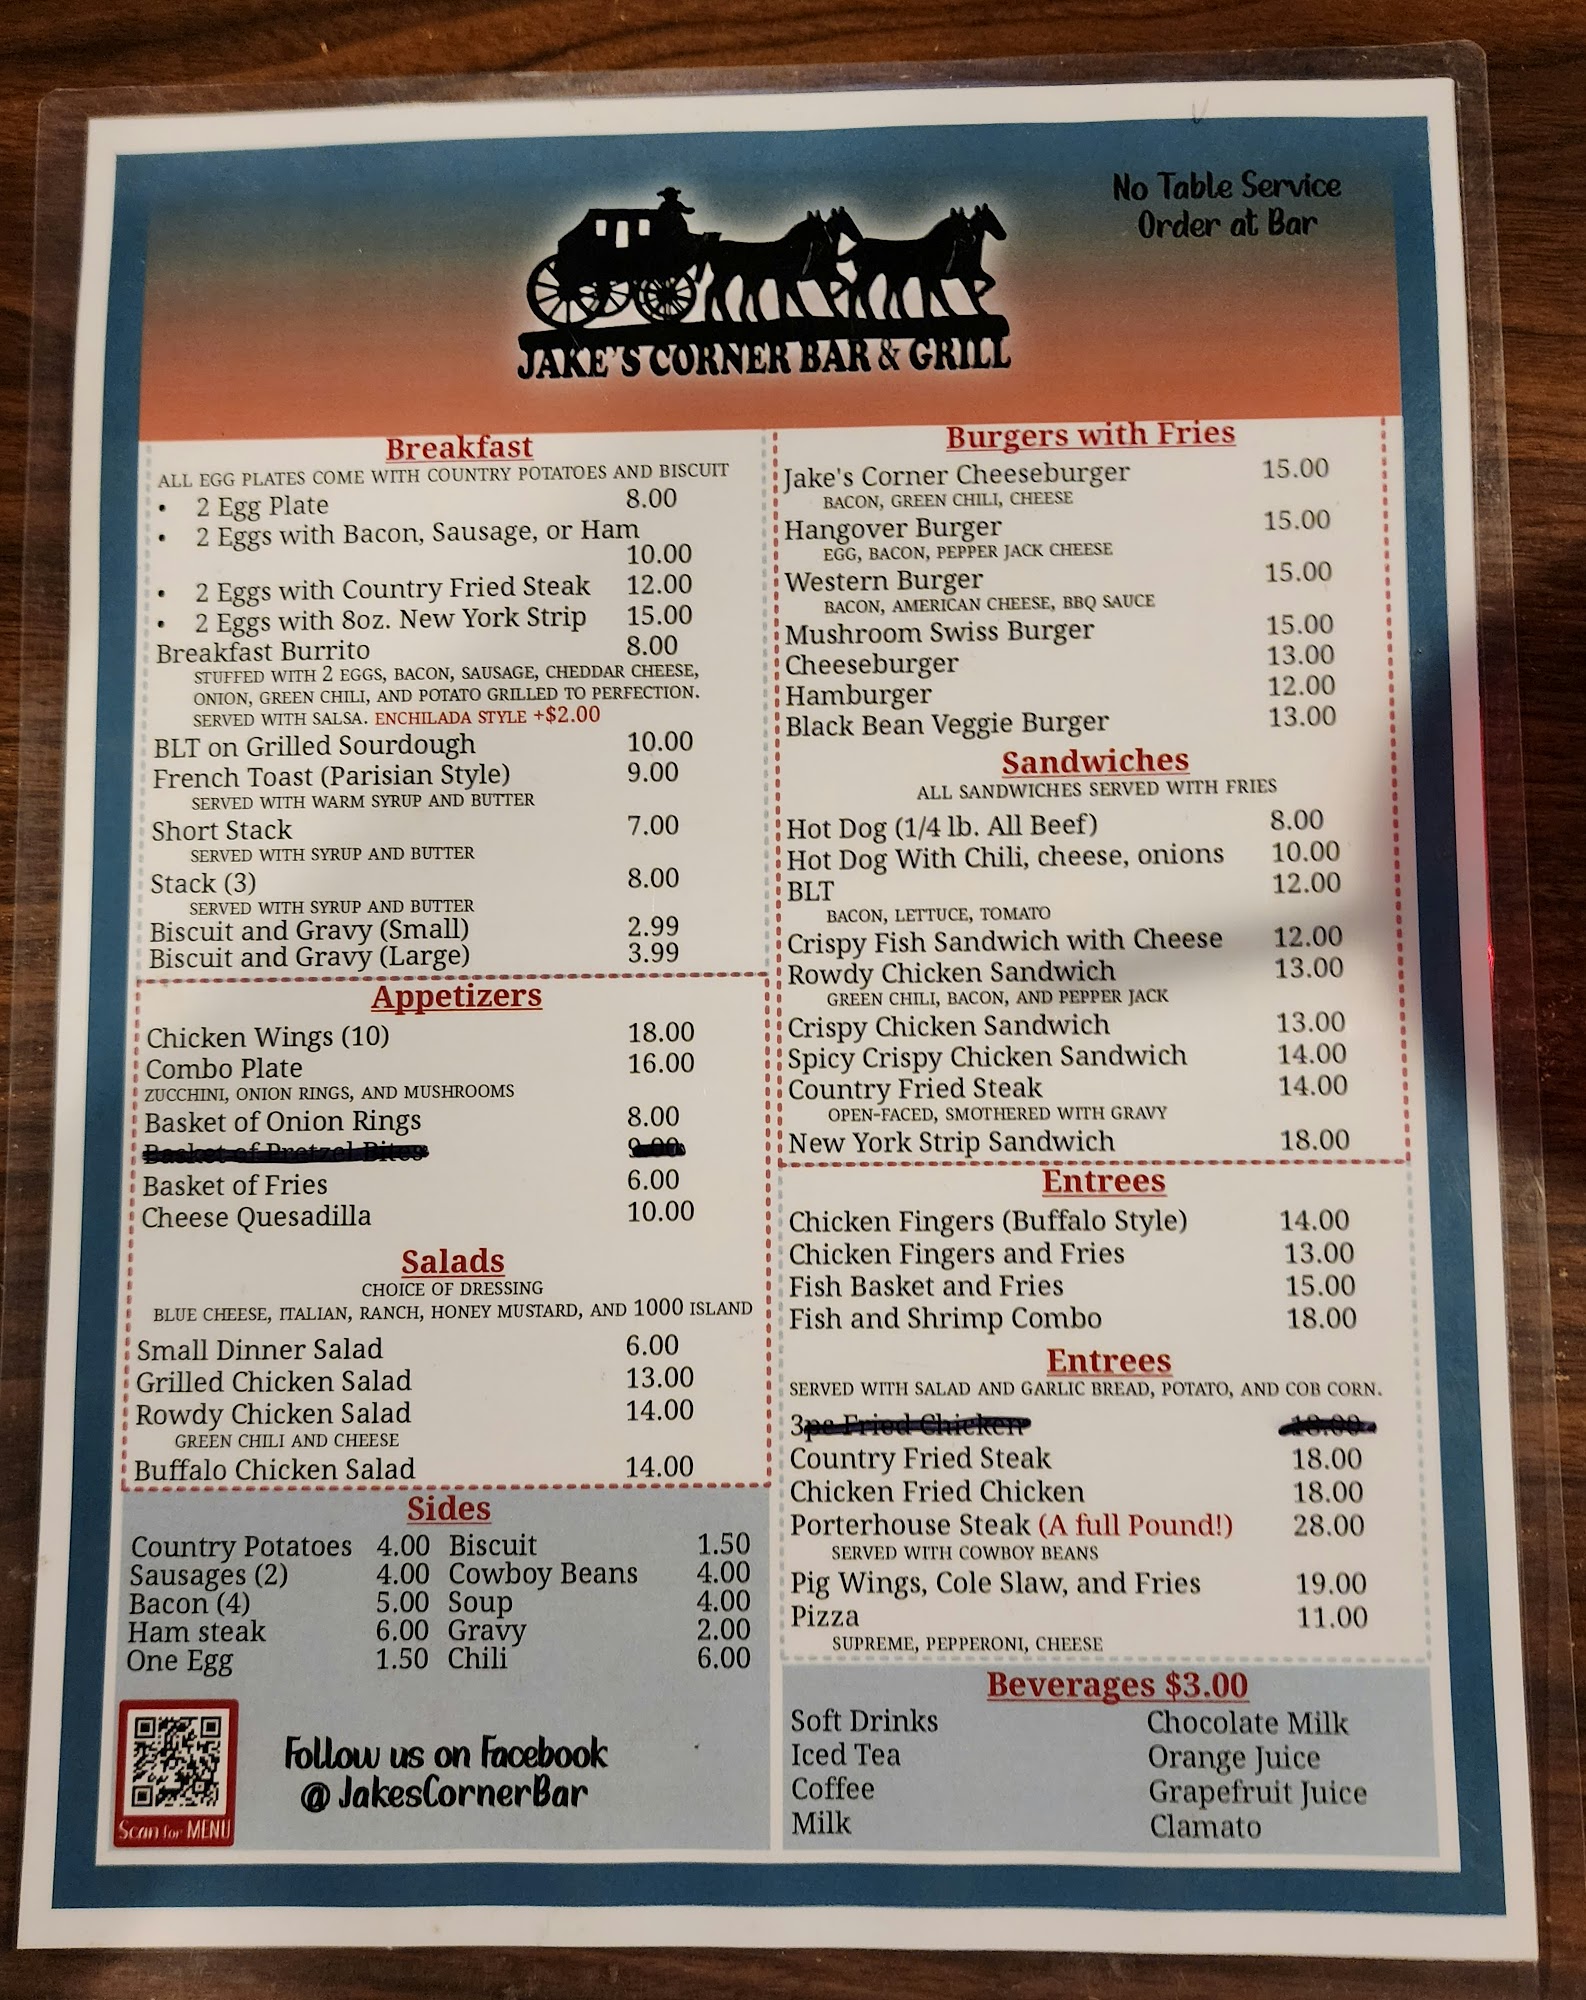 No Table Service
Order at Bar
JAKE'S CORNER BAR & GRILL
Breakfast
ALL EGG PLATES COME WITH COUNTRY POTATOES AND BISCUIT
• 2 Egg Plate 8.00
• 2 Eggs with Bacon, Sausage, or Ham
10.00
• 2 Eggs with Country Fried Steak 12.00
• 2 Eggs with 8oz. New York Strip 15.00
Breakfast Burrito 8.00
STUFFED WITH 2 EGGS, BACON, SAUSAGE, CHEDDAR CHEESE,
ONION, GREEN CHILI, AND POTATO GRILLED TO PERFECTION.
SERVED WITH SALSA. ENCHILADA STYLE +$2.00
BLT on Grilled Sourdough 10.00
French Toast (Parisian Style) 9.00
SERVED WITH WARM SYRUP AND BUTTER
Short Stack 7.00
SERVED WITH SYRUP AND BUTTER
Stack (3) 8.00
SERVED WITH SYRUP AND BUTTER
Biscuit and Gravy (Small) 2.99
Biscuit and Gravy (Large) 3.99
Appetizers
Chicken Wings (10) 18.00
Combo Plate 16.00
ZUCCHINI, ONION RINGS, AND MUSHROOMS
Basket of Onion Rings 8.00
Basket of Pretzel Bites 9.00
Basket of Fries 6.00
Cheese Quesadilla 10.00
Salads
CHOICE OF DRESSING
BLUE CHEESE, ITALIAN, RANCH, HONEY MUSTARD, AND 1000 ISLAND
Small Dinner Salad 6.00
Grilled Chicken Salad 13.00
Rowdy Chicken Salad 14.00
GREEN CHILI AND CHEESE
Buffalo Chicken Salad 14.00
Sides
Country Potatoes 4.00 Biscuit 1.50
Sausages (2) 4.00 Cowboy Beans 4.00
Bacon (4) 5.00 Soup 4.00
Ham steak 6.00 Gravy 2.00
One Egg 1.50 Chili 6.00
Scan for MENU
Follow us on Facebook
@ JakesCornerBar
Burgers with Fries
Jake's Corner Cheeseburger 15.00
BACON, GREEN CHILI, CHEESE
Hangover Burger 15.00
EGG, BACON, PEPPER JACK CHEESE
Western Burger 15.00
BACON, AMERICAN CHEESE, BBQ SAUCE
Mushroom Swiss Burger 15.00
Cheeseburger 13.00
Hamburger 12.00
Black Bean Veggie Burger 13.00
Sandwiches
ALL SANDWICHES SERVED WITH FRIES
Hot Dog (1/4 lb. All Beef) 8.00
Hot Dog With Chili, cheese, onions 10.00
BLT 12.00
BACON, LETTUCE, TOMATO
Crispy Fish Sandwich with Cheese 12.00
Rowdy Chicken Sandwich 13.00
GREEN CHILI, BACON, AND PEPPER JACK
Crispy Chicken Sandwich 13.00
Spicy Crispy Chicken Sandwich 14.00
Country Fried Steak 14.00
OPEN-FACED, SMOTHERED WITH GRAVY
New York Strip Sandwich 18.00
Entrees
Chicken Fingers (Buffalo Style) 14.00
Chicken Fingers and Fries 13.00
Fish Basket and Fries 15.00
Fish and Shrimp Combo 18.00
Entrees
SERVED WITH SALAD AND GARLIC BREAD, POTATO, AND COB CORN.
3pc Fried Chicken
Country Fried Steak 18.00
Chicken Fried Chicken 18.00
Porterhouse Steak (A full Pound!) 28.00
SERVED WITH COWBOY BEANS
Pig Wings, Cole Slaw, and Fries 19.00
Pizza 11.00
SUPREME, PEPPERONI, CHEESE
Beverages $3.00
Soft Drinks Chocolate Milk
Iced Tea Orange Juice
Coffee Grapefruit Juice
Milk Clamato